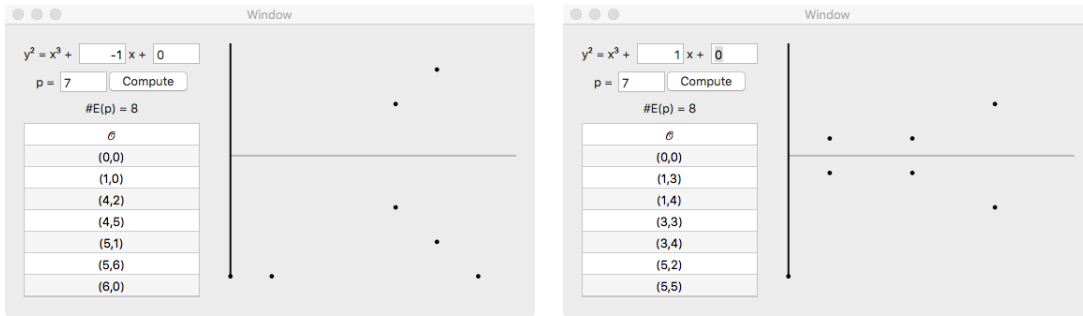 Window
y² = x³ + -1 x + 0
p = 7 Compute
#E(p) = 8
𝒪
(0,0)
(1,0)
(4,2)
(4,5)
(5,1)
(5,6)
(6,0)
Window
y² = x³ + 1 x + 0
p = 7 Compute
#E(p) = 8
𝒪
(0,0)
(1,3)
(1,4)
(3,3)
(3,4)
(5,2)
(5,5)